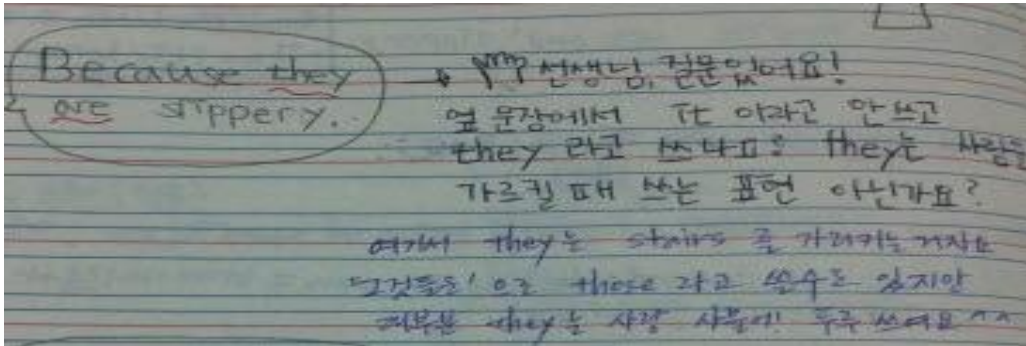 Because they
are slippery.
선생님, 질문있어요!
옆 문장에서 It 이라고 안 쓰고
they 라고 쓰나요? they는 사람들
가르킬 때 쓰는 표현 아닌가요?
여기서 they는 stairs 를 가리키는 거자요
'그것들'으로 those 라고 쓸수도 있지만
대부분 they는 사람 사물에 두루 쓰여요^^